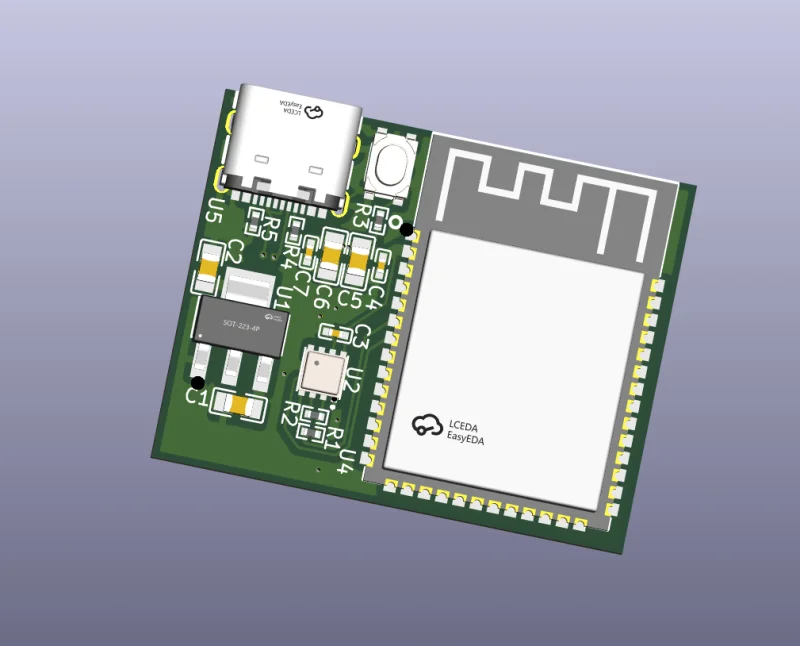 LCEDA
EasyEDA
U5
R5
R3
R4
C2
C7
C6
C5
C4
U1
SOT-223-4P
C3
U2
C1
R2
R1
U4
LCEDA
EasyEDA